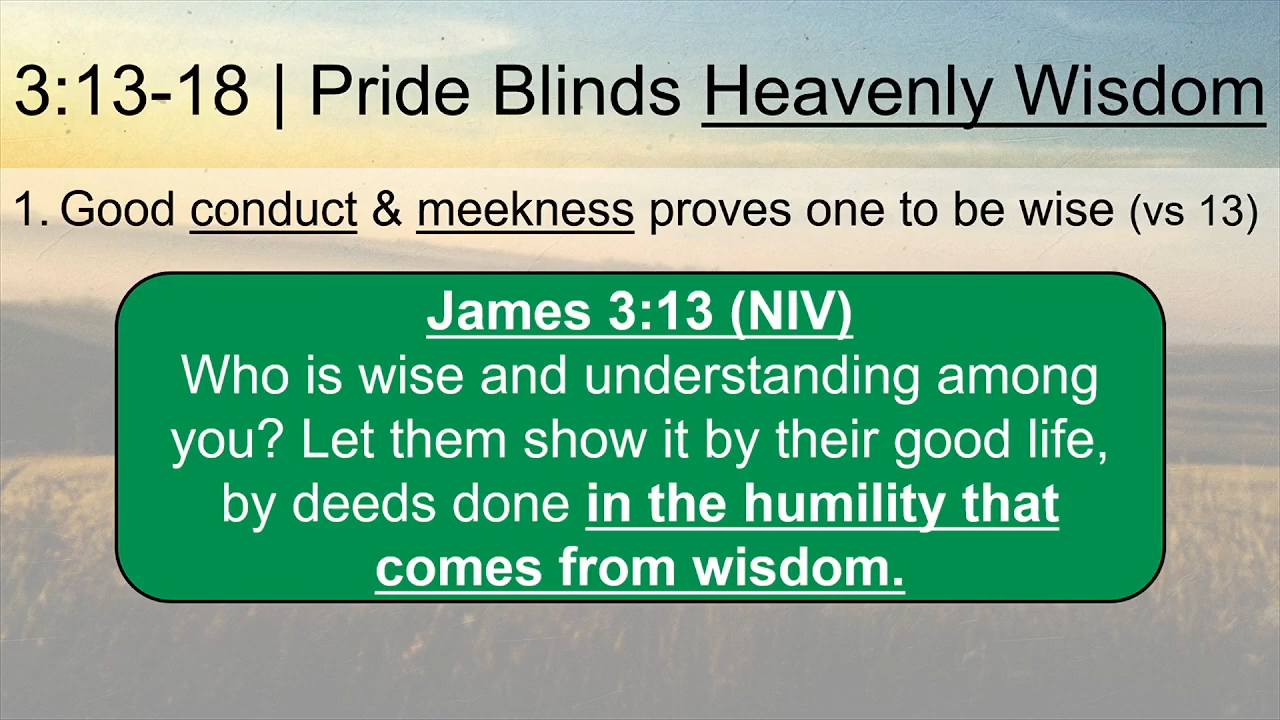 3:13-18 | Pride Blinds Heavenly Wisdom
1. Good conduct & meekness proves one to be wise (vs 13)
James 3:13 (NIV)
Who is wise and understanding among
you? Let them show it by their good life,
by deeds done in the humility that
comes from wisdom.